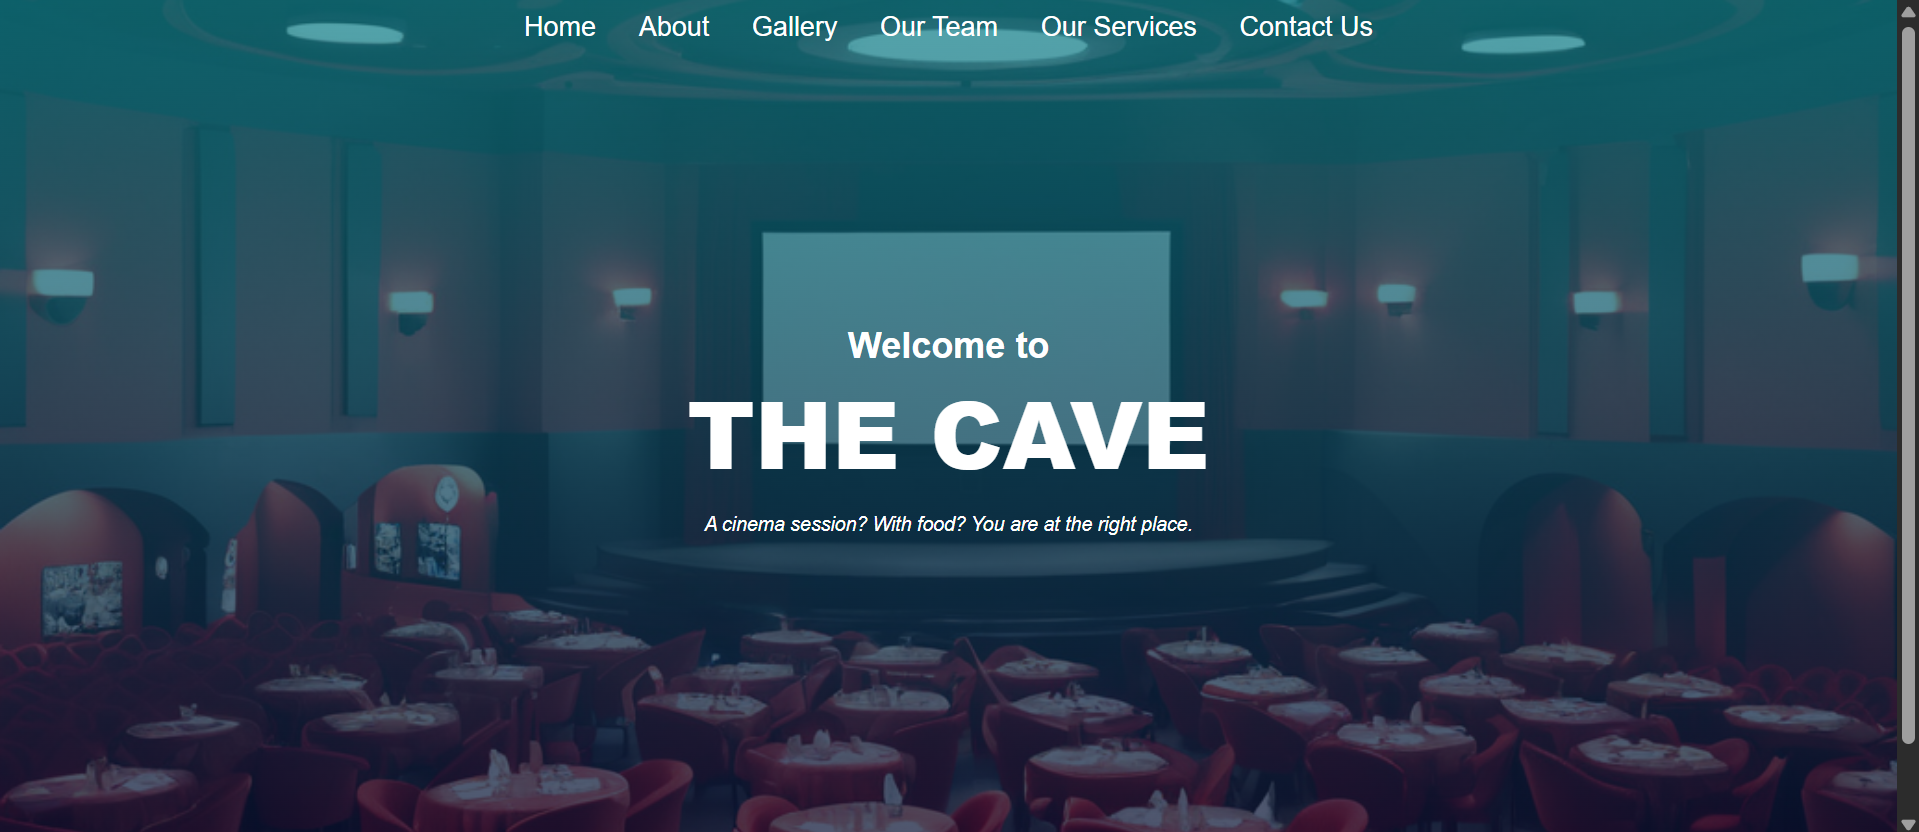 Home About Gallery Our Team Our Services Contact Us
Welcome to
THE CAVE
A cinema session? With food? You are at the right place.